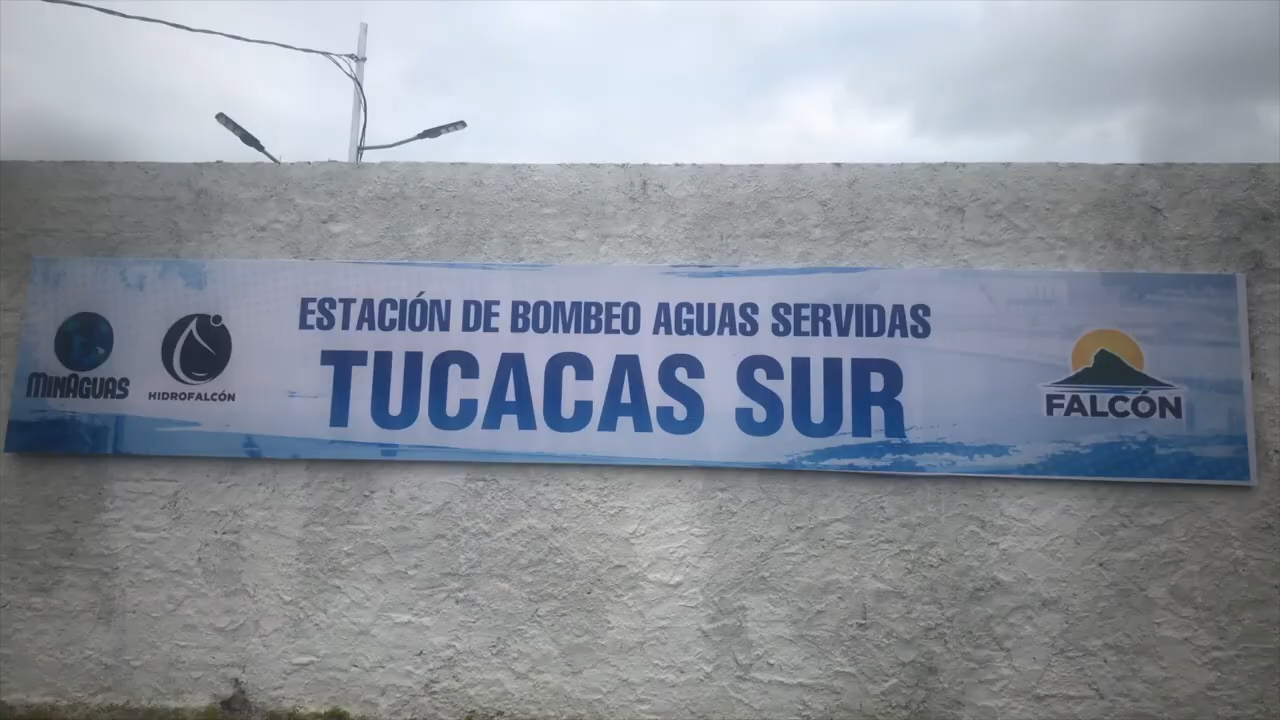 ESTACIÓN DE BOMBEO AGUAS SERVIDAS
TUCACAS SUR
MINAGUAS
HIDROFALCÓN
FALCÓN